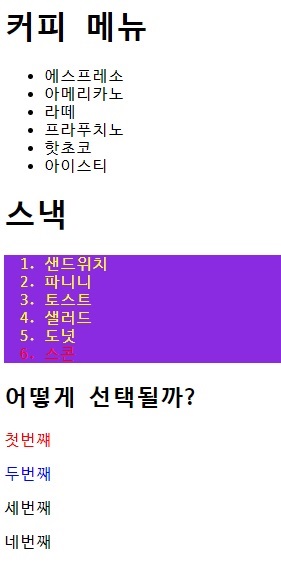 커피 메뉴
에스프레소
아메리카노
라떼
프라푸치노
핫초코
아이스티
스낵
1. 샌드위치
2. 파니니
3. 토스트
4. 샐러드
5. 도넛
6. 스콘
어떻게 선택될까?
첫번째
두번째
세번째
네번째